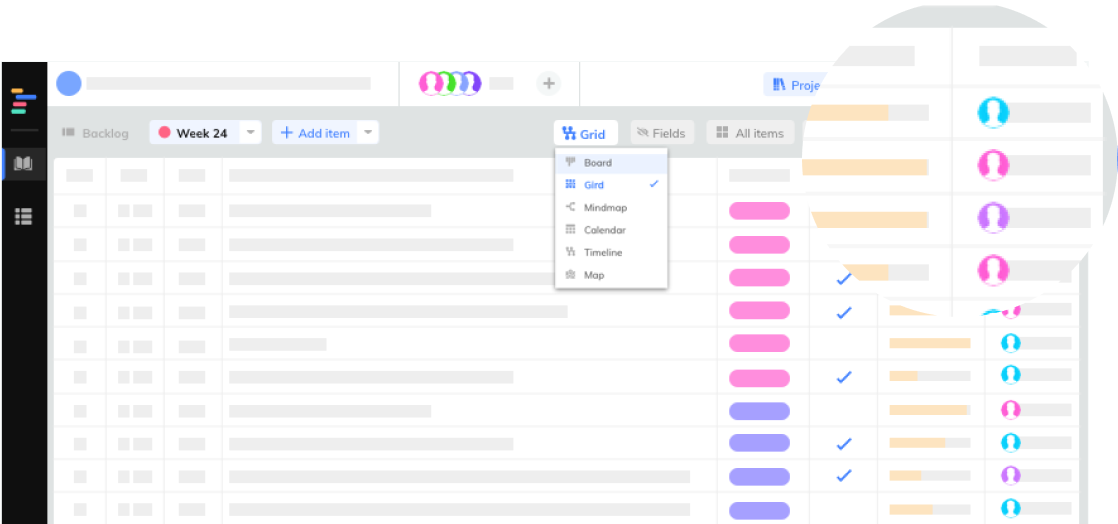 Proje
Backlog
Week 24
+ Add item
Grid
Fields
All items
Board
Gird
Mindmap
Calendar
Timeline
Map